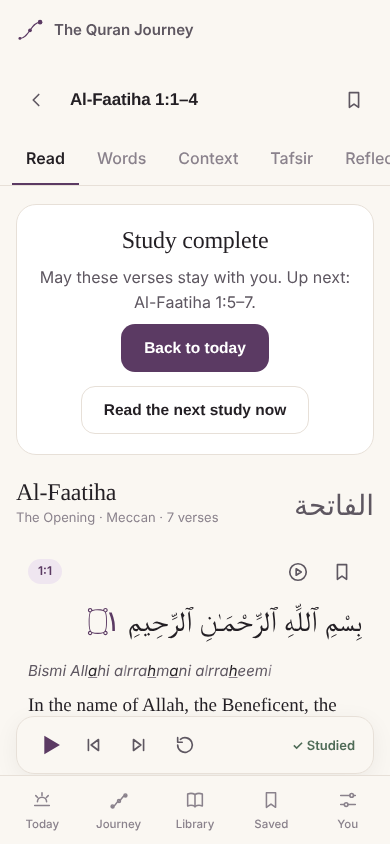 The Quran Journey
Al-Faatiha 1:1–4
Read Words Context Tafsir Reflec
Study complete
May these verses stay with you. Up next:
Al-Faatiha 1:5–7.
Back to today
Read the next study now
Al-Faatiha
الفاتحة
The Opening · Meccan · 7 verses
1:1
بِسْمِ ٱللَّهِ ٱلرَّحْمَـٰنِ ٱلرَّحِيمِ ۝١
Bismi Allahi alrrahmani alrraheemi
In the name of Allah, the Beneficent, the
✓ Studied
Today Journey Library Saved You